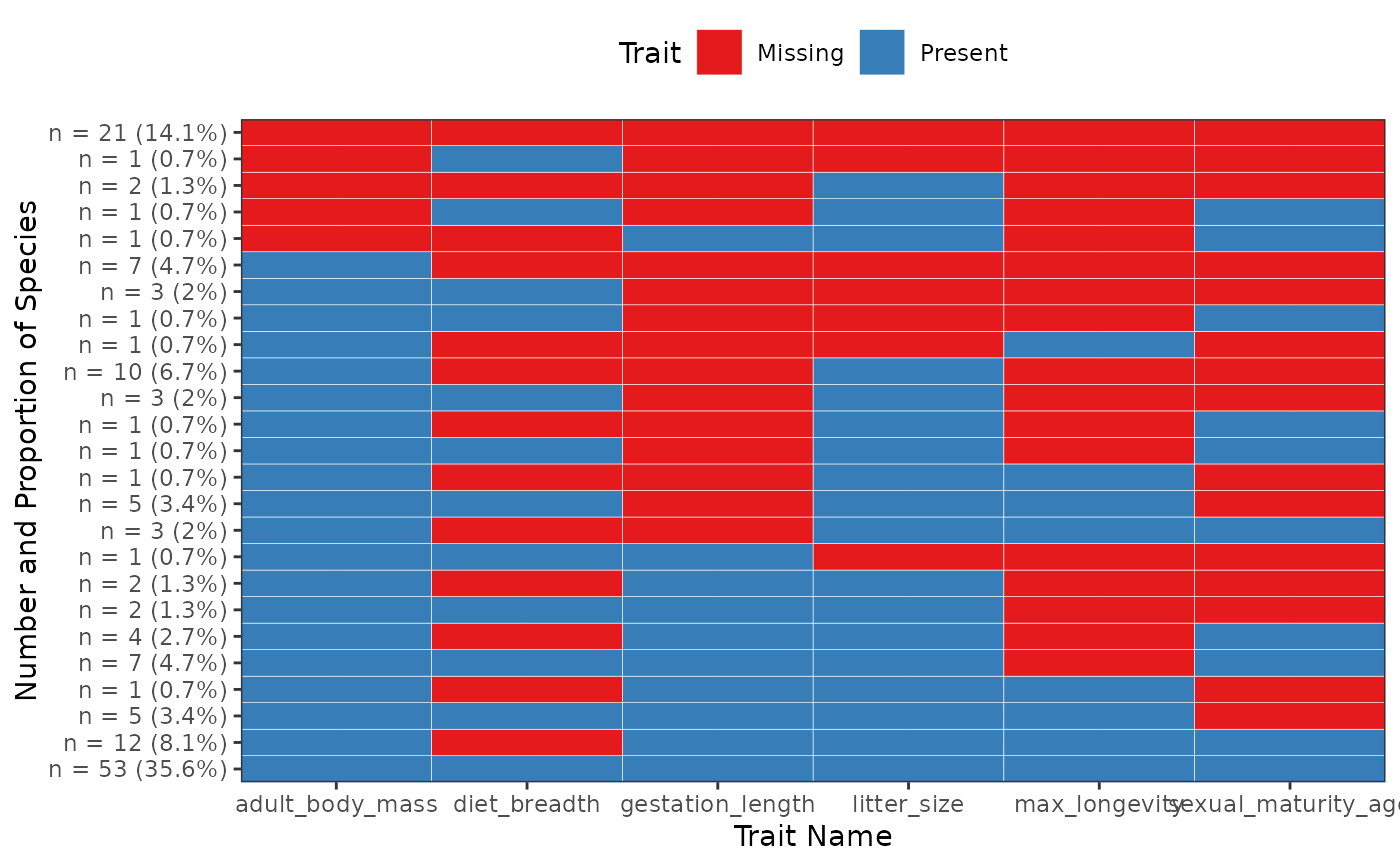 Trait Missing Present
Number and Proportion of Species
n = 21 (14.1%)
n = 1 (0.7%)
n = 2 (1.3%)
n = 1 (0.7%)
n = 1 (0.7%)
n = 7 (4.7%)
n = 3 (2%)
n = 1 (0.7%)
n = 1 (0.7%)
n = 10 (6.7%)
n = 3 (2%)
n = 1 (0.7%)
n = 1 (0.7%)
n = 1 (0.7%)
n = 5 (3.4%)
n = 3 (2%)
n = 1 (0.7%)
n = 2 (1.3%)
n = 2 (1.3%)
n = 4 (2.7%)
n = 7 (4.7%)
n = 1 (0.7%)
n = 5 (3.4%)
n = 12 (8.1%)
n = 53 (35.6%)
adult_body_mass diet_breadth gestation_length litter_size max_longevity sexual_maturity_ag
Trait Name